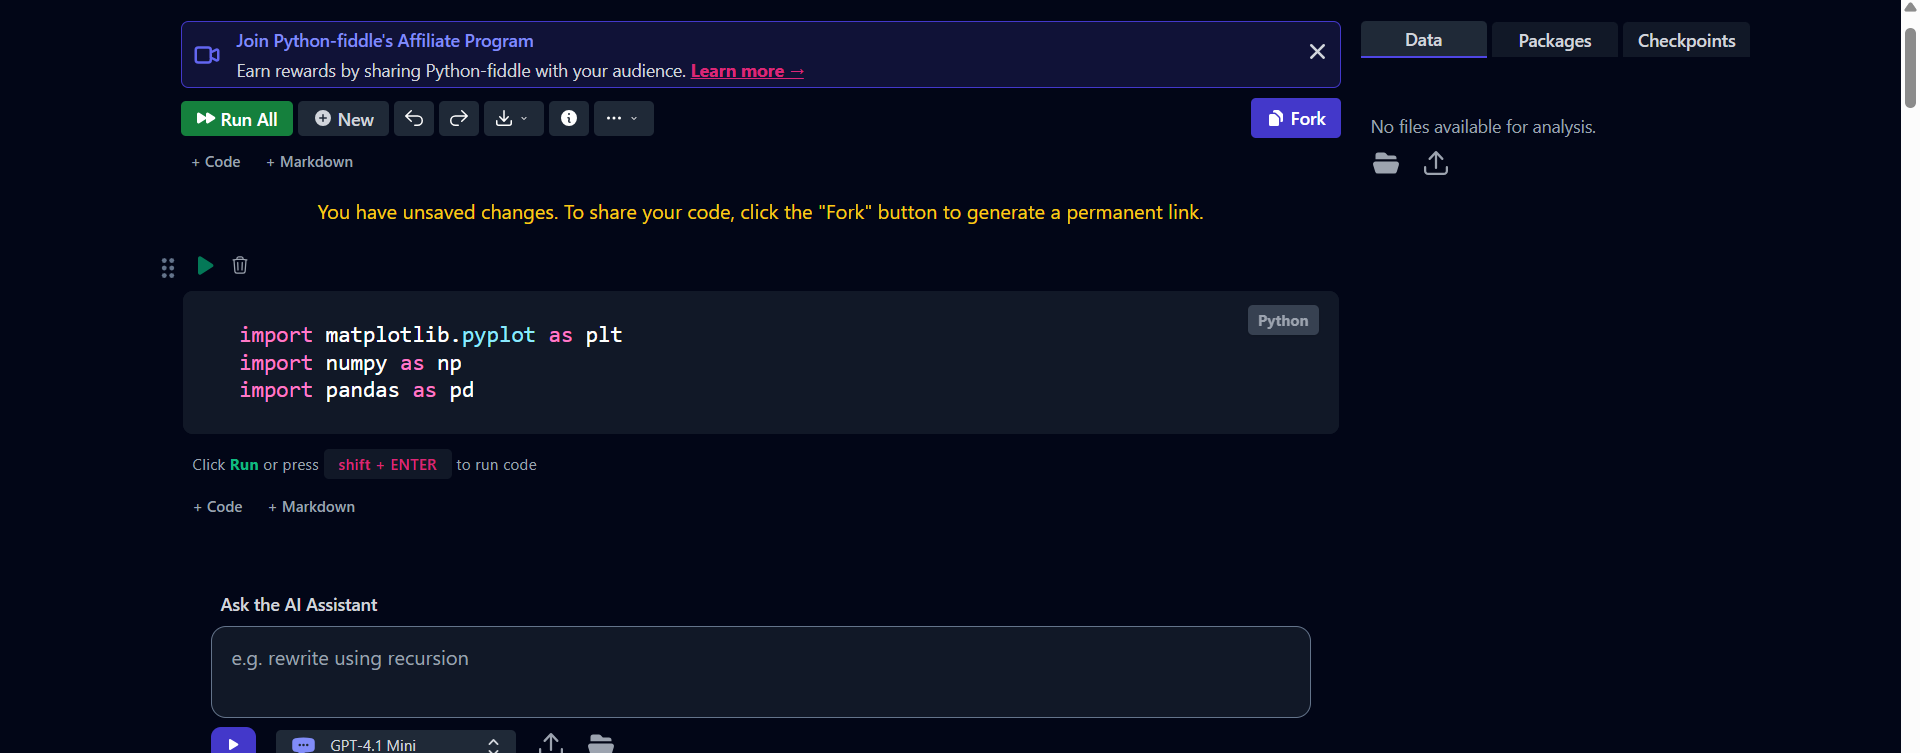 Join Python-fiddle's Affiliate Program
Earn rewards by sharing Python-fiddle with your audience. Learn more →
Run All
New
Fork
+ Code
+ Markdown
You have unsaved changes. To share your code, click the "Fork" button to generate a permanent link.
Python
import matplotlib.pyplot as plt
import numpy as np
import pandas as pd
Click Run or press shift + ENTER to run code
+ Code
+ Markdown
Ask the AI Assistant
e.g. rewrite using recursion
GPT-4.1 Mini
Data
Packages
Checkpoints
No files available for analysis.